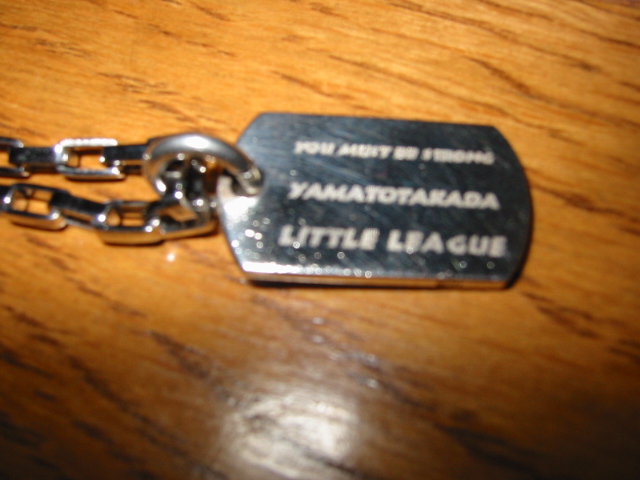 YOU MUST BE STRONG
YAMATOTAKADA
LITTLE LEAGUE